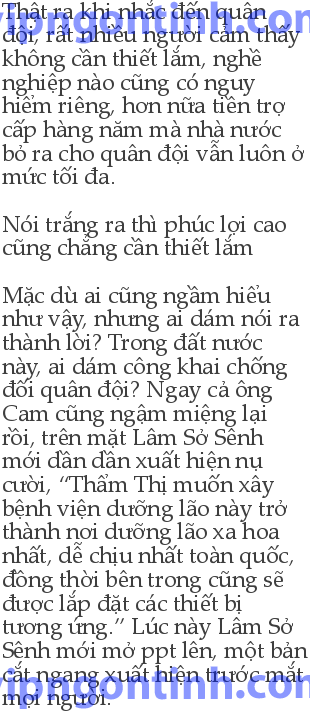 Thật ra khi nhắc đến quân
đội, rất nhiều người cảm thấy
không cần thiết lắm, nghề
nghiệp nào cũng có nguy
hiểm riêng, hơn nữa tiền trợ
cấp hàng năm mà nhà nước
bỏ ra cho quân đội vẫn luôn ở
mức tối đa.
Nói trắng ra thì phúc lợi cao
cũng chẳng cần thiết lắm
Mặc dù ai cũng ngầm hiểu
như vậy, nhưng ai dám nói ra
thành lời? Trong đất nước
này, ai dám công khai chống
đối quân đội? Ngay cả ông
Cam cũng ngậm miệng lại
rồi, trên mặt Lâm Sở Sênh
mới dần dần xuất hiện nụ
cười, “Thẩm Thị muốn xây
bệnh viện dưỡng lão này trở
thành nơi dưỡng lão xa hoa
nhất, dễ chịu nhất toàn quốc,
đồng thời bên trong cũng sẽ
được lắp đặt các thiết bị
tương ứng.” Lúc này Lâm Sở
Sênh mới mở ppt lên, một bản
cắt ngang xuất hiện trước mắt
mọi người.